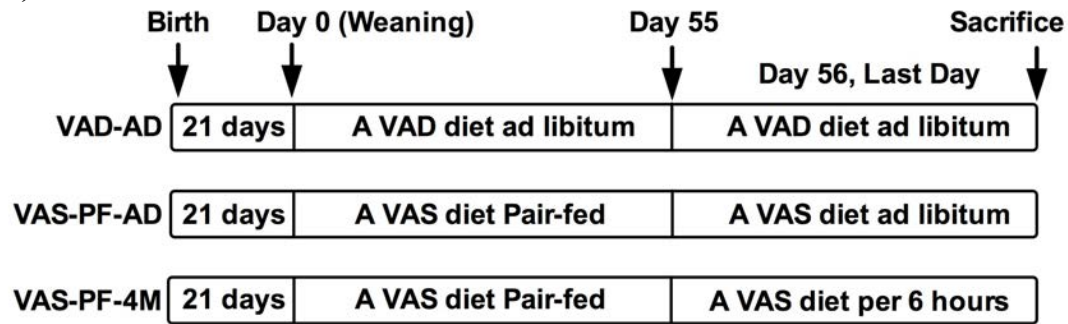 Birth Day 0 (Weaning) Day 55 Sacrifice
Day 56, Last Day
VAD-AD 21 days A VAD diet ad libitum A VAD diet ad libitum
VAS-PF-AD 21 days A VAS diet Pair-fed A VAS diet ad libitum
VAS-PF-4M 21 days A VAS diet Pair-fed A VAS diet per 6 hours